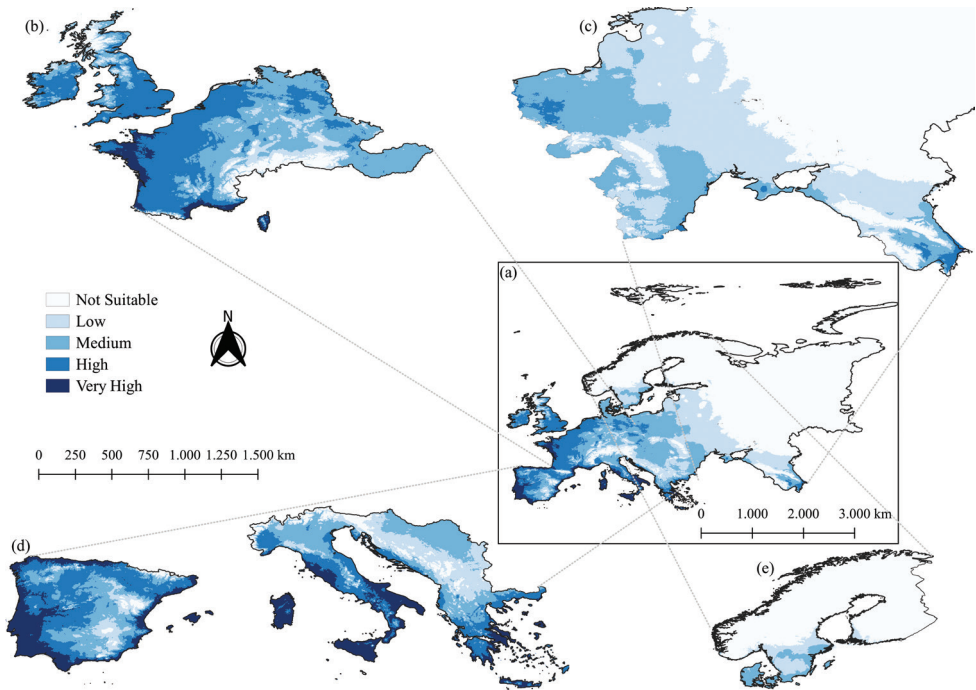 (b)
(c)
(a)
Not Suitable
Low
Medium
High
Very High
N
0 250 500 750 1.000 1.250 1.500 km
0 1.000 2.000 3.000 km
(d)
(e)